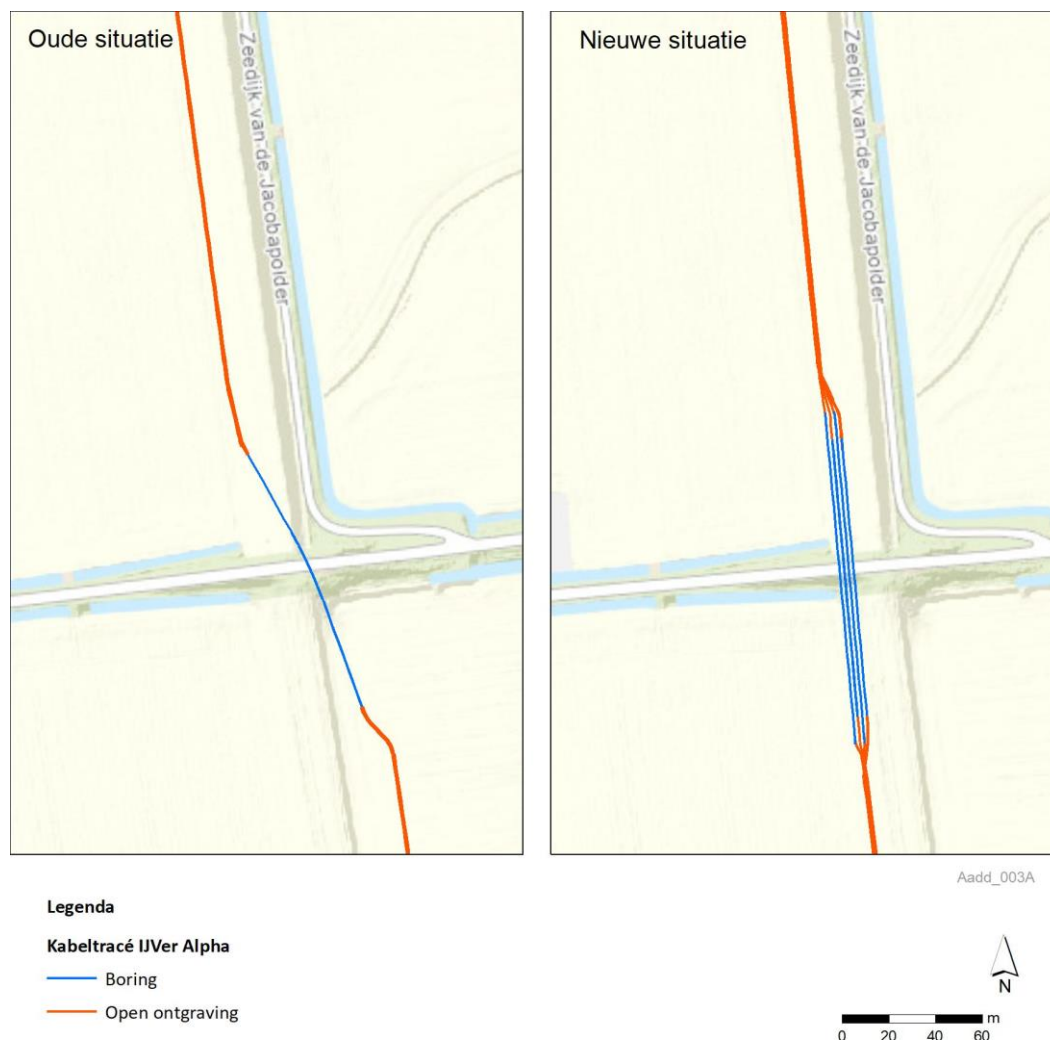 Oude situatie
Zeedijk van de Jacobapolder
Nieuwe situatie
Zeedijk van de Jacobapolder
Aadd_003A
Legenda
Kabeltracé IJVer Alpha
Boring
Open ontgraving
N
m
0 20 40 60